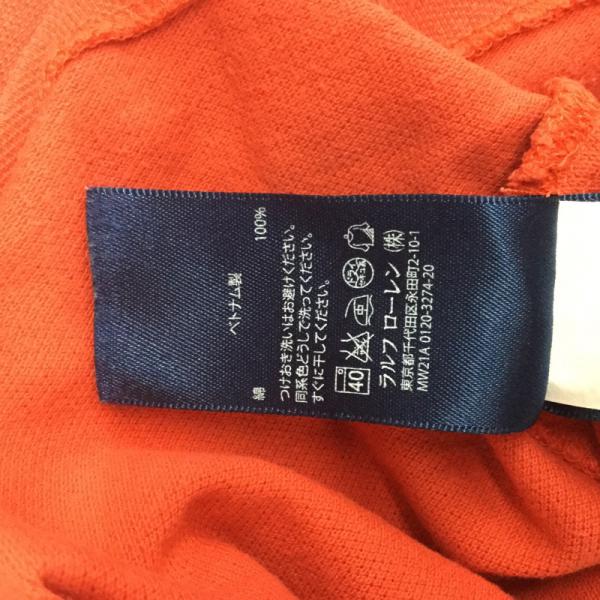 ベトナム製
綿 100%
つけおき洗いはお避けください。
同系色どうしで洗ってください。
すぐに干してください。
40
ラルフ ローレン (株)
東京都千代田区永田町2-10-1
MW21A 0120-3274-20